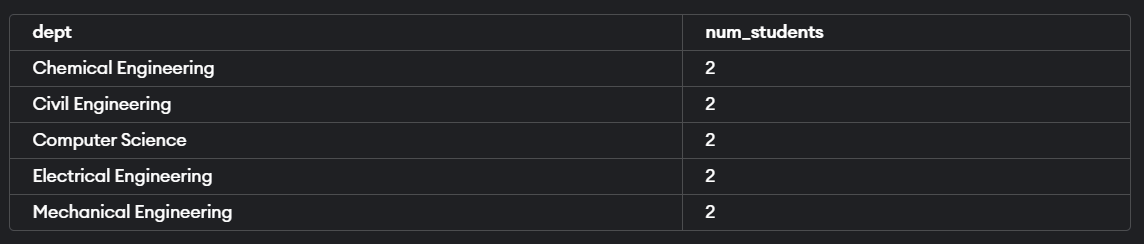 dept num_students
Chemical Engineering 2
Civil Engineering 2
Computer Science 2
Electrical Engineering 2
Mechanical Engineering 2